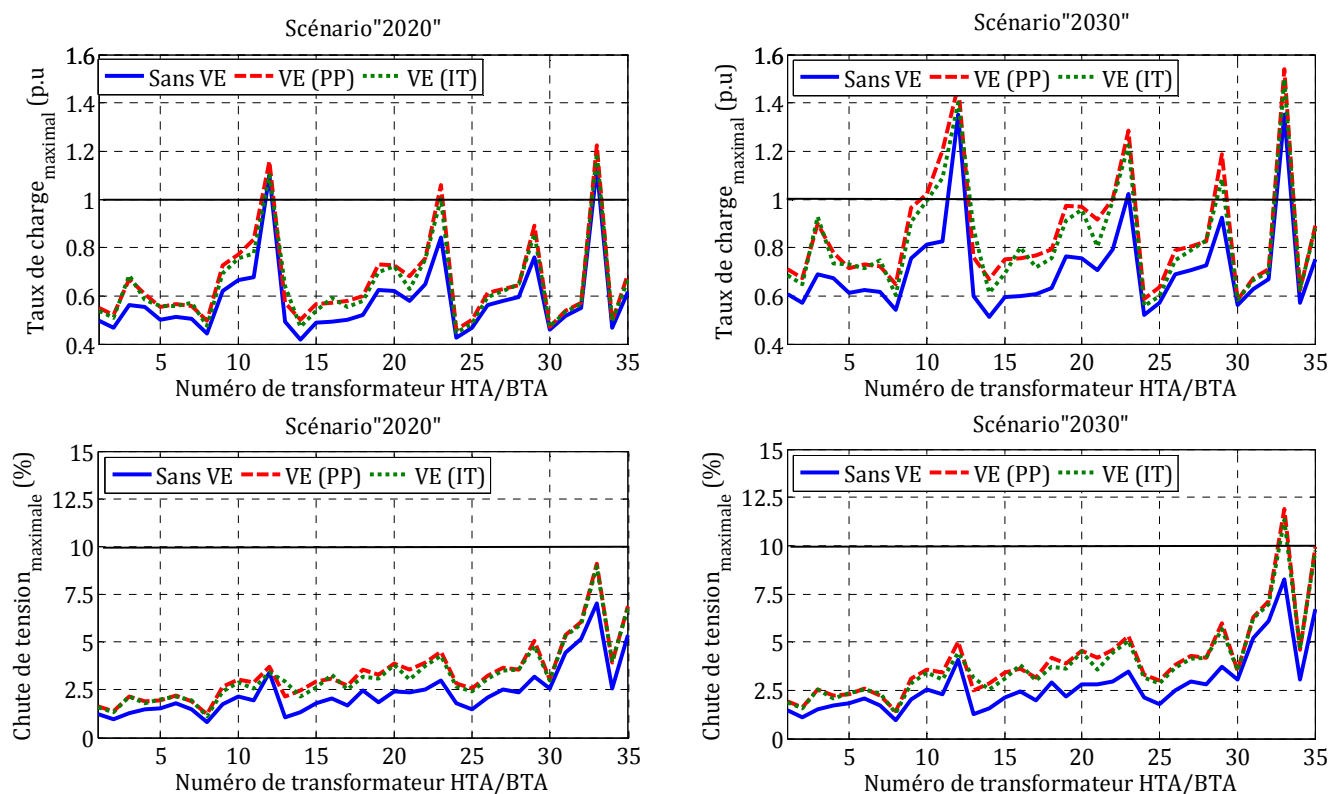 Scénario"2020"
Taux de charge maximal (p.u
1.6
1.4
1.2
1
0.8
0.6
0.4
Sans VE VE (PP) VE (IT)
5 10 15 20 25 30 35
Numéro de transformateur HTA/BTA
Scénario"2030"
Taux de charge maximal (p.u)
1.6
1.4
1.2
1
0.8
0.6
0.4
Sans VE VE (PP) VE (IT)
5 10 15 20 25 30 35
Numéro de transformateur HTA/BTA
Scénario"2020"
Chute de tension maximale (%)
15
12.5
10
7.5
5
2.5
0
Sans VE VE (PP) VE (IT)
5 10 15 20 25 30 35
Numéro de transformateur HTA/BTA
Scénario"2030"
Chute de tension maximale (%)
15
12.5
10
7.5
5
2.5
0
Sans VE VE (PP) VE (IT)
5 10 15 20 25 30 35
Numéro de transformateur HTA/BTA